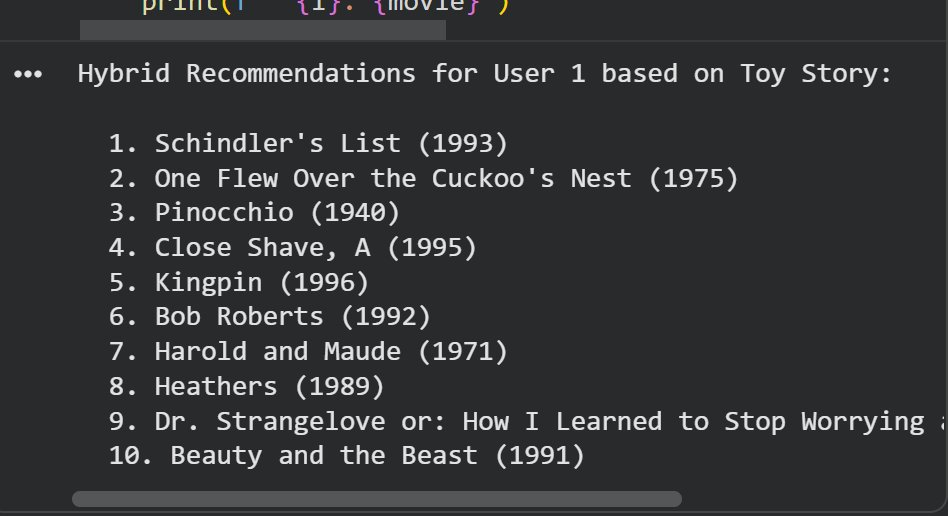 print(f"  {i}. {movie}")
Hybrid Recommendations for User 1 based on Toy Story:
1. Schindler's List (1993)
2. One Flew Over the Cuckoo's Nest (1975)
3. Pinocchio (1940)
4. Close Shave, A (1995)
5. Kingpin (1996)
6. Bob Roberts (1992)
7. Harold and Maude (1971)
8. Heathers (1989)
9. Dr. Strangelove or: How I Learned to Stop Worrying
10. Beauty and the Beast (1991)